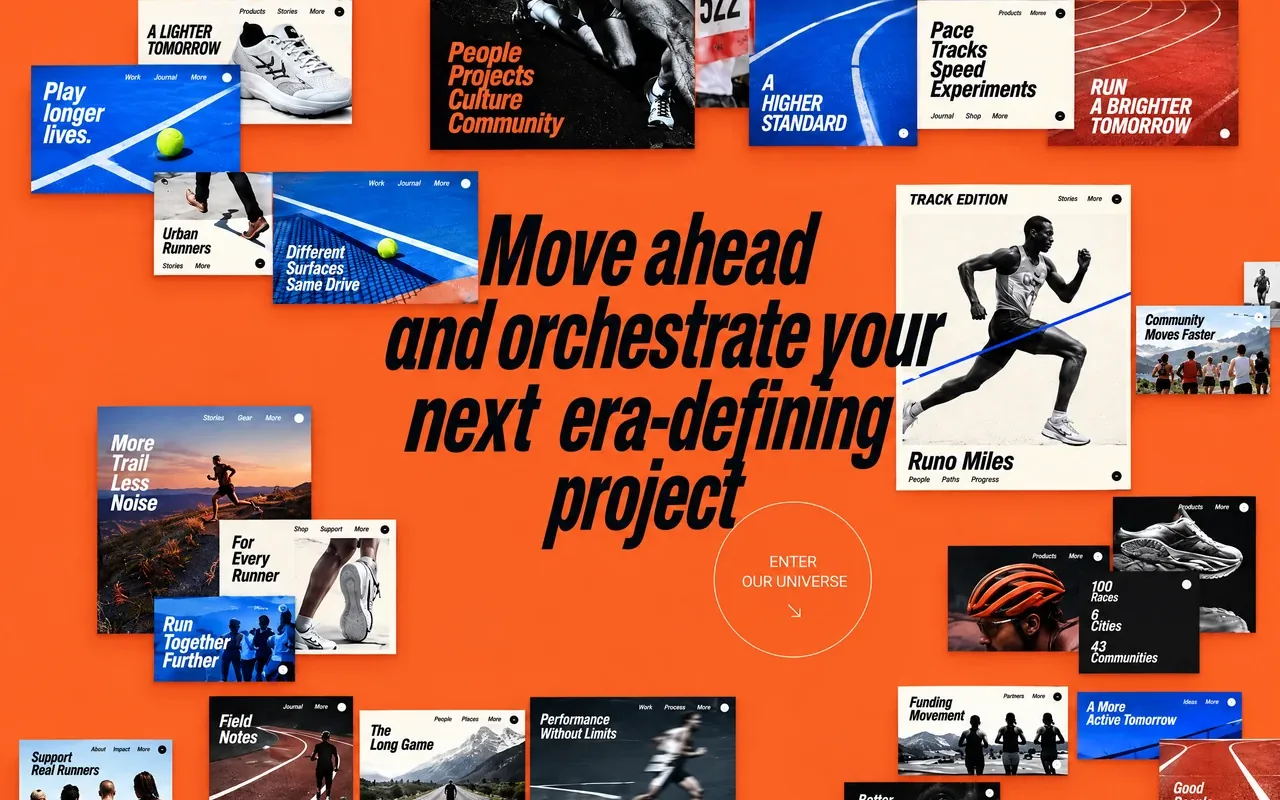 Products Stories More
A LIGHTER
TOMORROW
Work Journal More
Play
longer
lives.
People
Projects
Culture
Community
522
A
HIGHER
STANDARD
Products More
Pace
Tracks
Speed
Experiments
Journal Shop More
RUN
A BRIGHTER
TOMORROW
Urban
Runners
Stories More
Work Journal More
Different
Surfaces
Same Drive
Move ahead
and orchestrate your
next era-defining
project
ENTER
OUR UNIVERSE
TRACK EDITION
Stories More
Runo Miles
People Paths Progress
Community
Moves Faster
Stories Gear More
More
Trail
Less
Noise
Shop Support More
For
Every
Runner
Run
Together
Further
Products More
Products More
100
Races
6
Cities
43
Communities
About Impact More
Support
Real Runners
Journal More
Field
Notes
People Places More
The
Long Game
Work Process More
Performance
Without Limits
Partners More
Funding
Movement
Ideas More
A More
Active Tomorrow
Good